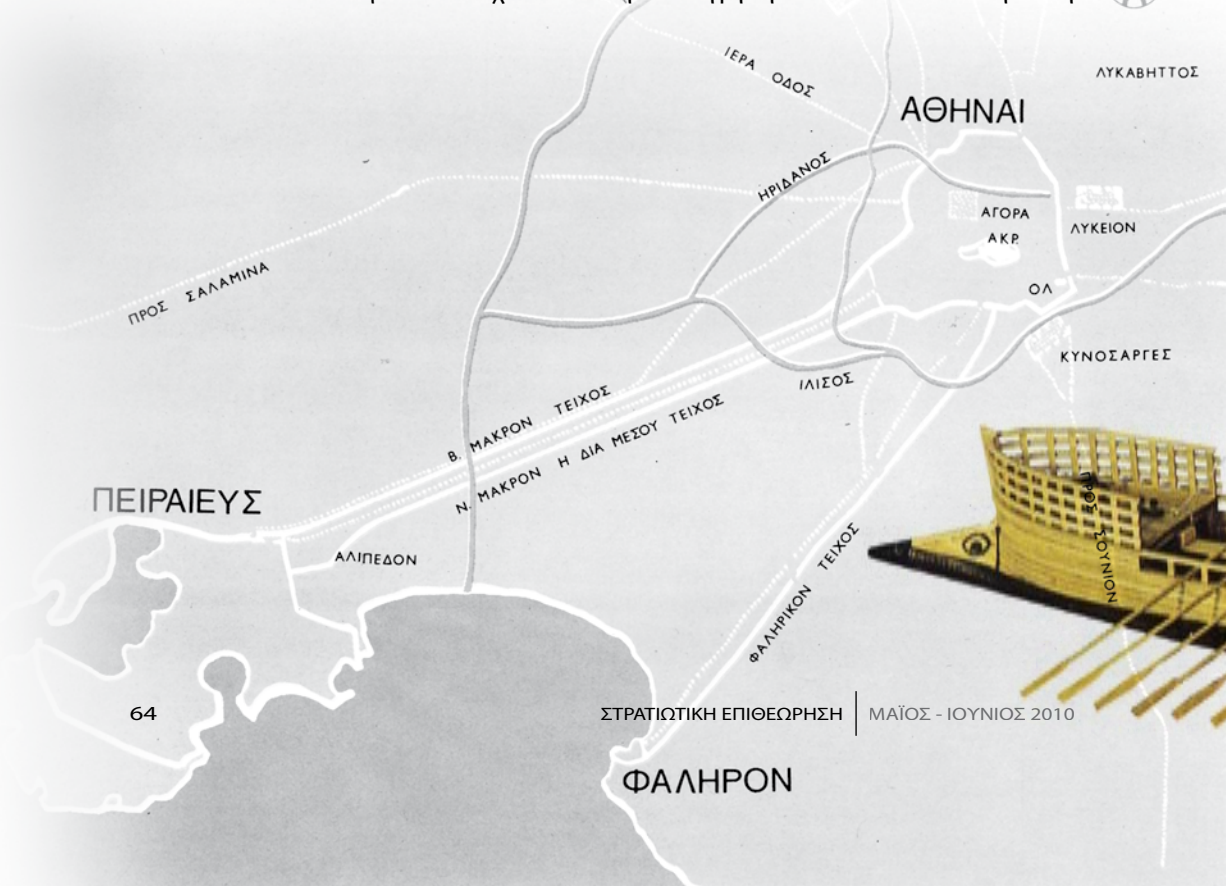 ΙΕΡΑ ΟΔΟΣ
ΛΥΚΑΒΗΤΤΟΣ
ΑΘΗΝΑΙ
ΗΡΙΔΑΝΟΣ
ΑΓΟΡΑ
ΛΥΚΕΙΟΝ
ΑΚΡ.
ΠΡΟΣ ΣΑΛΑΜΙΝΑ
ΟΛ
ΚΥΝΟΣΑΡΓΕΣ
ΙΛΙΣΟΣ
Β. ΜΑΚΡΟΝ ΤΕΙΧΟΣ
Ν. ΜΑΚΡΟΝ Η ΔΙΑ ΜΕΣΟΥ ΤΕΙΧΟΣ
ΠΕΙΡΑΙΕΥΣ
ΑΛΙΠΕΔΟΝ
ΠΡΟΣ ΣΟΥΝΙΟΝ
ΦΑΛΗΡΙΚΟΝ ΤΕΙΧΟΣ
64
ΣΤΡΑΤΙΩΤΙΚΗ ΕΠΙΘΕΩΡΗΣΗ | ΜΑΪΟΣ - ΙΟΥΝΙΟΣ 2010
ΦΑΛΗΡΟΝ